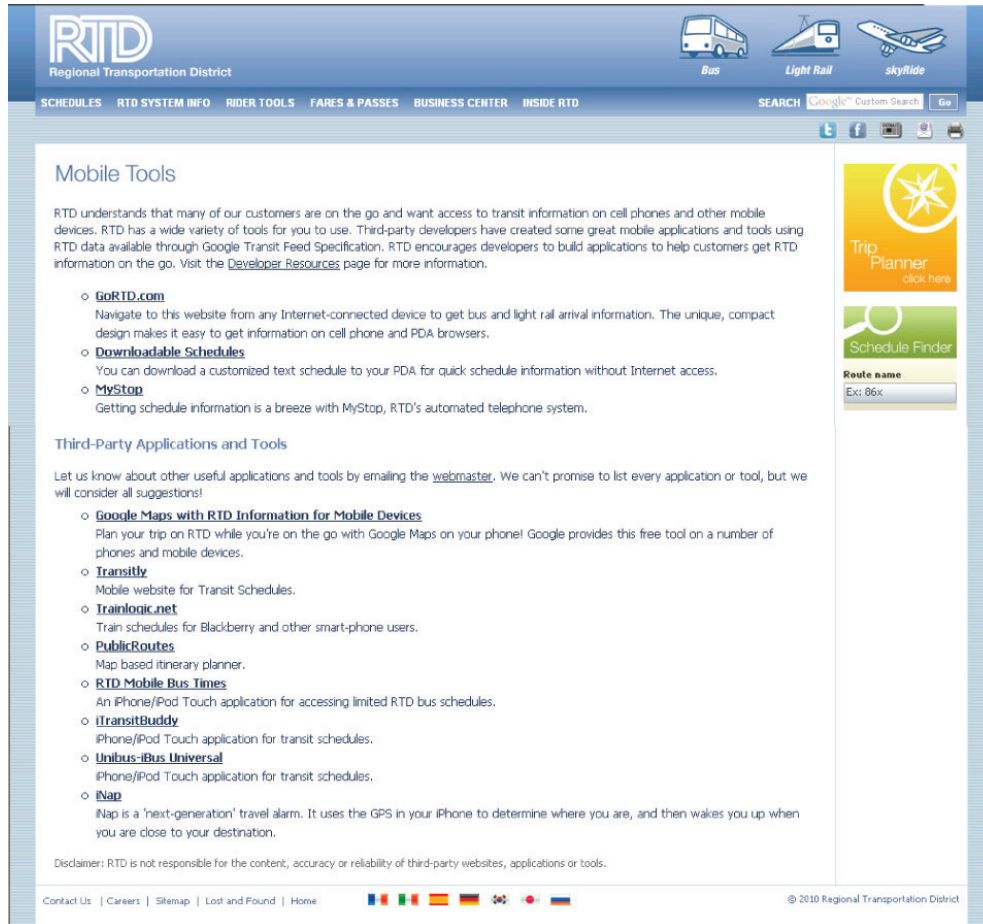 RTD
Regional Transportation District
Bus
Light Rail
skyRide
SCHEDULES RTD SYSTEM INFO RIDER TOOLS FARES & PASSES BUSINESS CENTER INSIDE RTD
SEARCH Google™ Custom Search Go
Mobile Tools
RTD understands that many of our customers are on the go and want access to transit information on cell phones and other mobile
devices. RTD has a wide variety of tools for you to use. Third-party developers have created some great mobile applications and tools using
RTD data available through Google Transit Feed Specification. RTD encourages developers to build applications to help customers get RTD
information on the go. Visit the Developer Resources page for more information.
GoRTD.com
Navigate to this website from any Internet-connected device to get bus and light rail arrival information. The unique, compact
design makes it easy to get information on cell phone and PDA browsers.
Downloadable Schedules
You can download a customized text schedule to your PDA for quick schedule information without Internet access.
MyStop
Getting schedule information is a breeze with MyStop, RTD's automated telephone system.
Trip
Planner
click here
Schedule Finder
Route name
Ex: 86x
Third-Party Applications and Tools
Let us know about other useful applications and tools by emailing the webmaster. We can't promise to list every application or tool, but we
will consider all suggestions!
Google Maps with RTD Information for Mobile Devices
Plan your trip on RTD while you're on the go with Google Maps on your phone! Google provides this free tool on a number of
phones and mobile devices.
Transitly
Mobile website for Transit Schedules.
Trainlogic.net
Train schedules for Blackberry and other smart-phone users.
PublicRoutes
Map based itinerary planner.
RTD Mobile Bus Times
An iPhone/iPod Touch application for accessing limited RTD bus schedules.
iTransitBuddy
iPhone/iPod Touch application for transit schedules.
Unibus-iBus Universal
iPhone/iPod Touch application for transit schedules.
iNap
iNap is a 'next-generation' travel alarm. It uses the GPS in your iPhone to determine where you are, and then wakes you up when
you are close to your destination.
Disclaimer: RTD is not responsible for the content, accuracy or reliability of third-party websites, applications or tools.
Contact Us | Careers | Sitemap | Lost and Found | Home
© 2010 Regional Transportation District